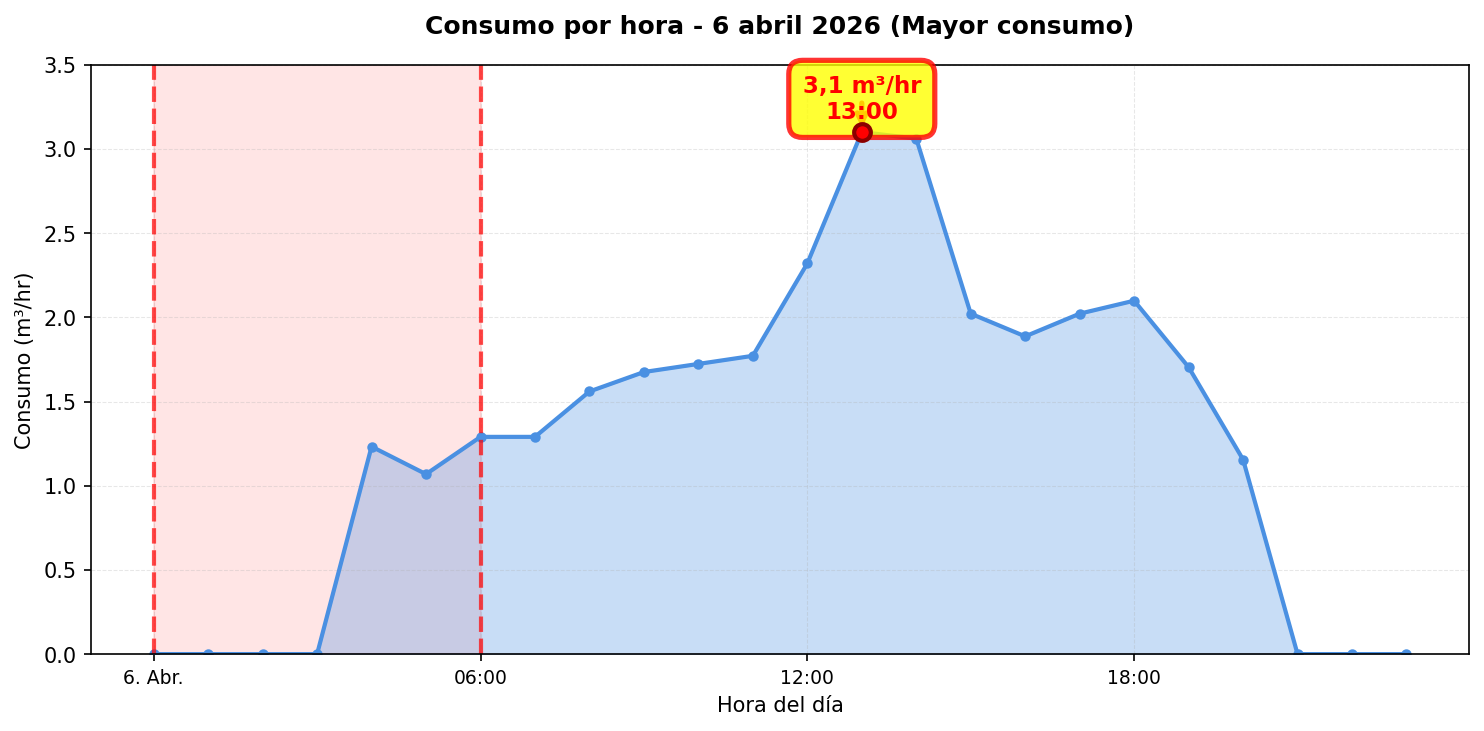 Consumo por hora - 6 abril 2026 (Mayor consumo)
3,1 m³/hr
13:00
Consumo (m³/hr)
3.5
3.0
2.5
2.0
1.5
1.0
0.5
0.0
6. Abr.
06:00
12:00
18:00
Hora del día